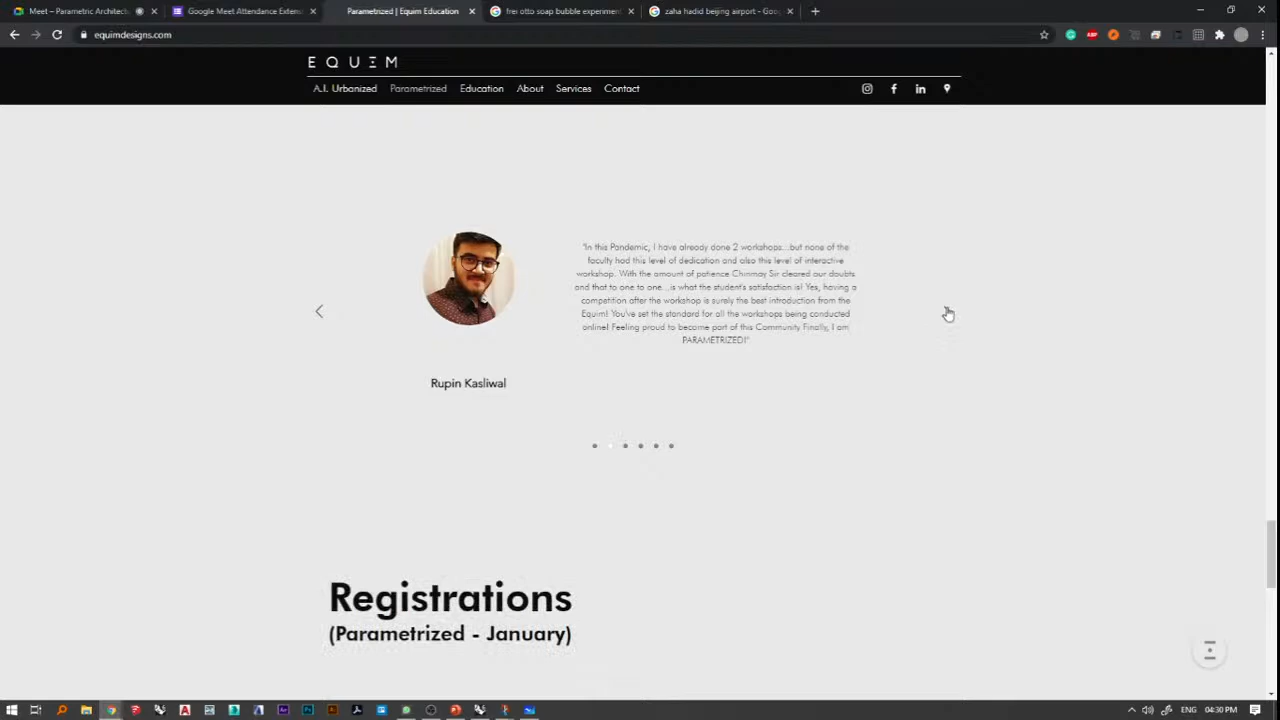 Meet – Parametric Architectu
Google Meet Attendance Extensi
Parametrized | Equim Education
frei otto soap bubble experiment
zaha hadid beijing airport - Goog
equimdesigns.com
EQUIM
A.I. Urbanized Parametrized Education About Services Contact
"In this Pandemic, I have already done 2 workshops...but none of the
faculty had this level of dedication and also this level of interactive
workshop. With the amount of patience Chinmay Sir cleared our doubts
and that to one to one...is what the student's satisfaction is! Yes, having a
competition after the workshop is surely the best introduction from the
Equim! You've set the standard for all the workshops being conducted
online! Feeling proud to become part of this Community Finally, I am
PARAMETRIZED!"
Rupin Kasliwal
Registrations
(Parametrized - January)
ENG 04:30 PM